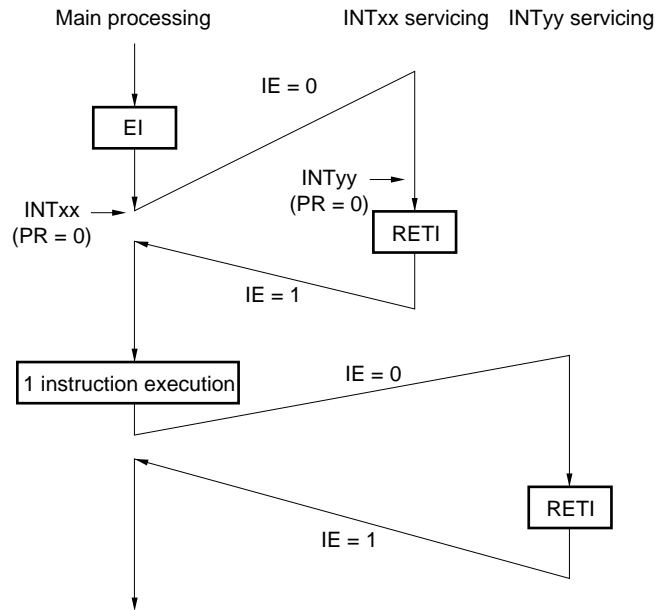 Main processing
INTxx servicing
INTyy servicing
IE = 0
EI
INTyy
(PR = 0)
INTxx
(PR = 0)
RETI
IE = 1
1 instruction execution
IE = 0
RETI
IE = 1